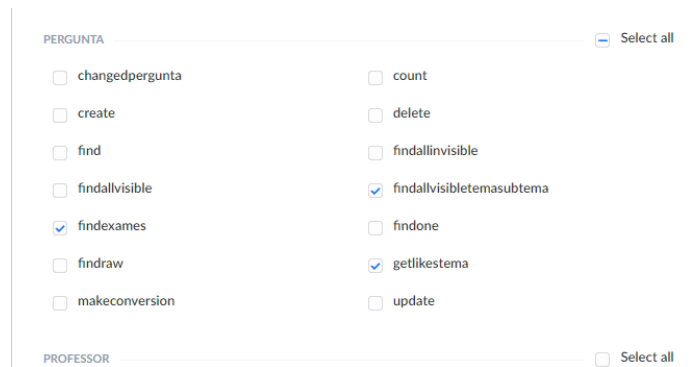 PERGUNTA Select all
changedpergunta count
create delete
find findallinvisible
findallvisible findallvisibletemasubtema
findexames findone
findraw getlikestema
makeconversion update
PROFESSOR Select all